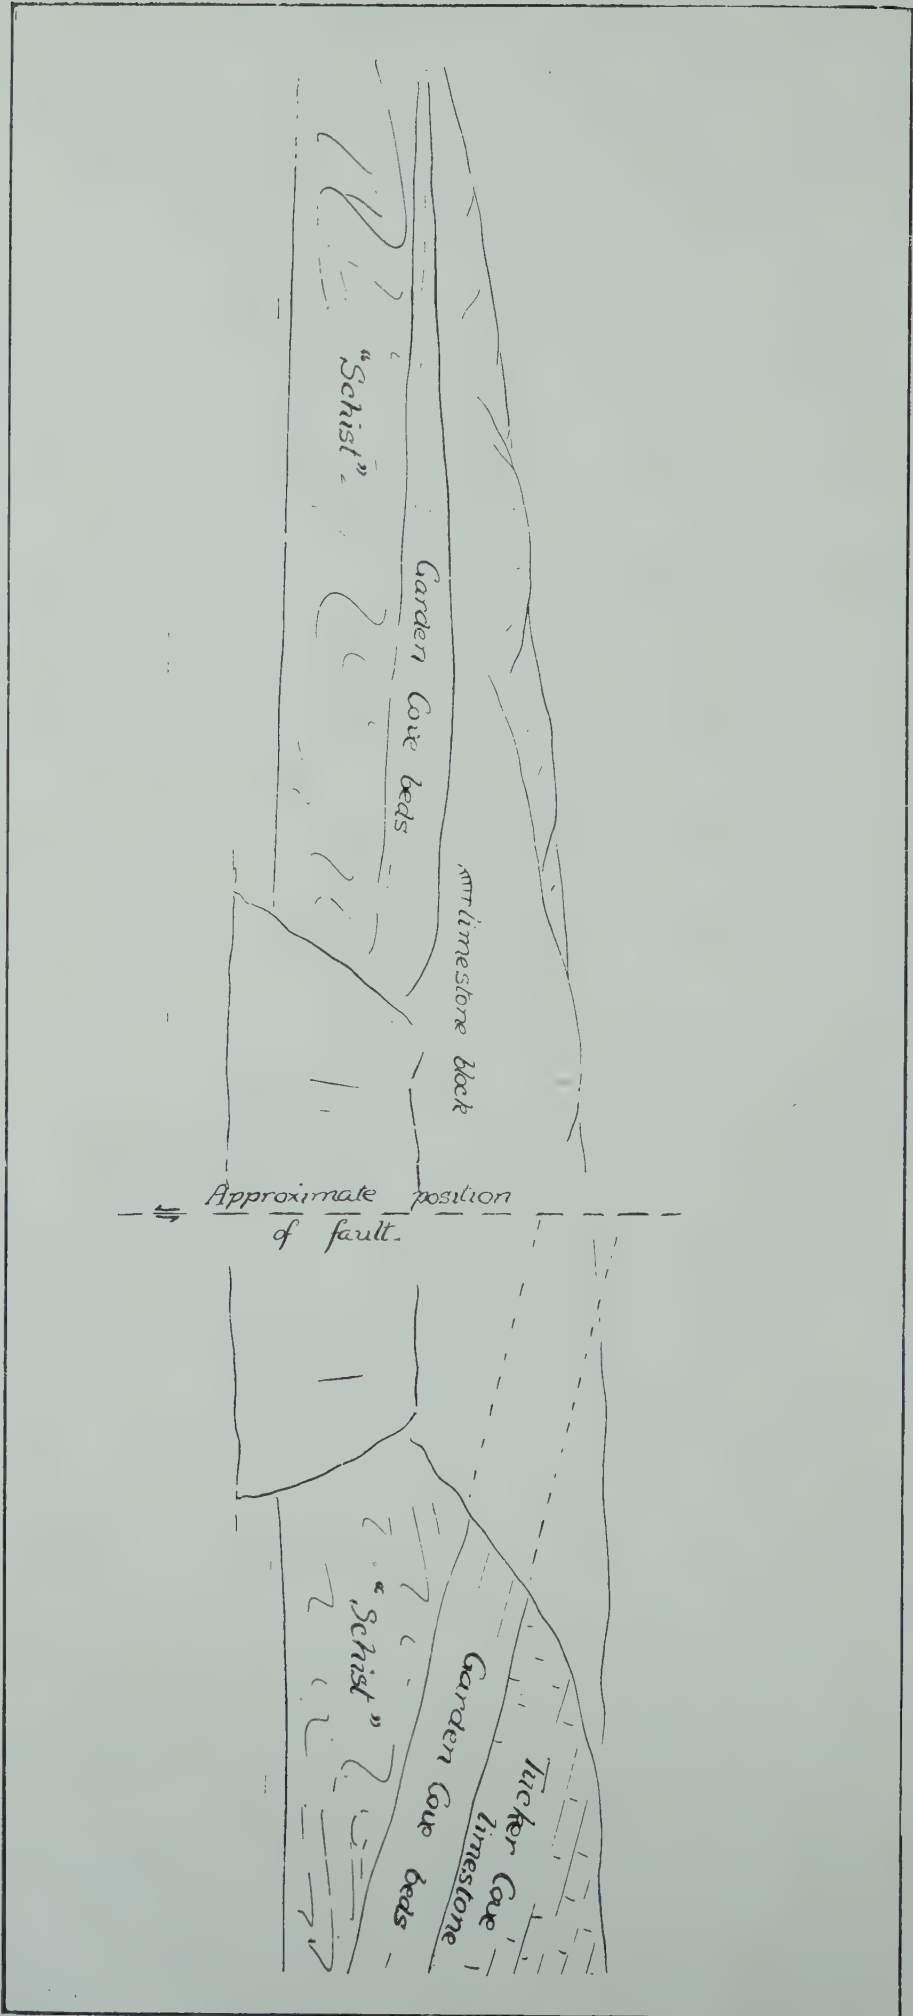 "Schist"
Garden Cove beds
limestone block
Approximate position
of fault.
"Schist"
Garden Cove beds
Tucker Cove
limestone